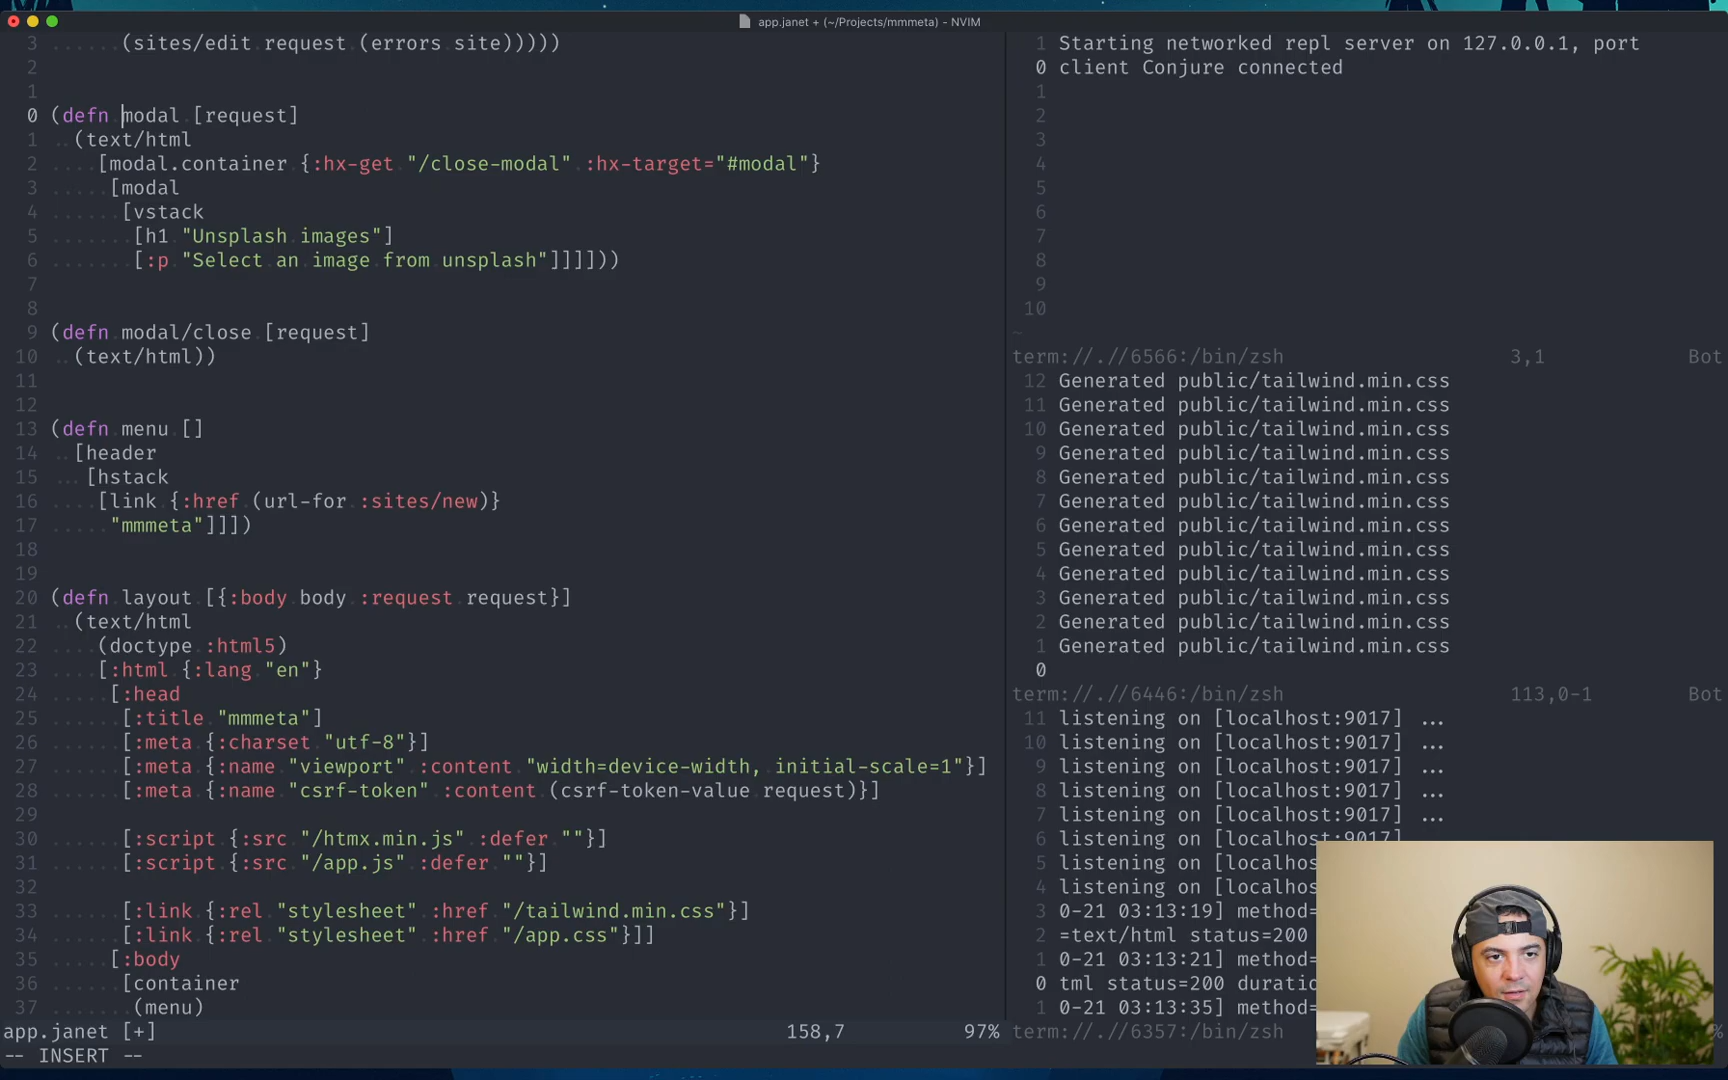 app.janet + (~/Projects/mmmeta) - NVIM
3 (sites/edit request (errors site)))))
2
1
0 (defn modal [request]
1 (text/html
2 [modal.container {:hx-get "/close-modal" :hx-target="#modal"}
3 [modal
4 [vstack
5 [h1 "Unsplash images"]
6 [:p "Select an image from unsplash"]]]]))
7
8
9 (defn modal/close [request]
10 (text/html))
11
12
13 (defn menu []
14 [header
15 [hstack
16 [link {:href (url-for :sites/new)}
17 "mmmeta"]]])
18
19
20 (defn layout [{:body body :request request}]
21 (text/html
22 (doctype :html5)
23 [:html {:lang "en"}
24 [:head
25 [:title "mmmeta"]
26 [:meta {:charset "utf-8"}]
27 [:meta {:name "viewport" :content "width=device-width, initial-scale=1"}]
28 [:meta {:name "csrf-token" :content (csrf-token-value request)}]
29
30 [:script {:src "/htmx.min.js" :defer ""}]
31 [:script {:src "/app.js" :defer ""}]
32
33 [:link {:rel "stylesheet" :href "/tailwind.min.css"}]
34 [:link {:rel "stylesheet" :href "/app.css"}]]
35 [:body
36 [container
37 (menu)
app.janet [+] 158,7 97%
-- INSERT --
1 Starting networked repl server on 127.0.0.1, port
0 client Conjure connected
1
2
3
4
5
6
7
8
9
10
~
term://.//6566:/bin/zsh 3,1 Bot
12 Generated public/tailwind.min.css
11 Generated public/tailwind.min.css
10 Generated public/tailwind.min.css
9 Generated public/tailwind.min.css
8 Generated public/tailwind.min.css
7 Generated public/tailwind.min.css
6 Generated public/tailwind.min.css
5 Generated public/tailwind.min.css
4 Generated public/tailwind.min.css
3 Generated public/tailwind.min.css
2 Generated public/tailwind.min.css
1 Generated public/tailwind.min.css
0
term://.//6446:/bin/zsh 113,0-1 Bot
11 listening on [localhost:9017] ...
10 listening on [localhost:9017] ...
9 listening on [localhost:9017] ...
8 listening on [localhost:9017] ...
7 listening on [localhost:9017] ...
6 listening on [localhost:9017]
5 listening on [localhos
4 listening on [localhos
3 0-21 03:13:19] method=
2 =text/html status=200
1 0-21 03:13:21] method=
0 tml status=200 duratio
1 0-21 03:13:35] method=
term://.//6357:/bin/zsh %